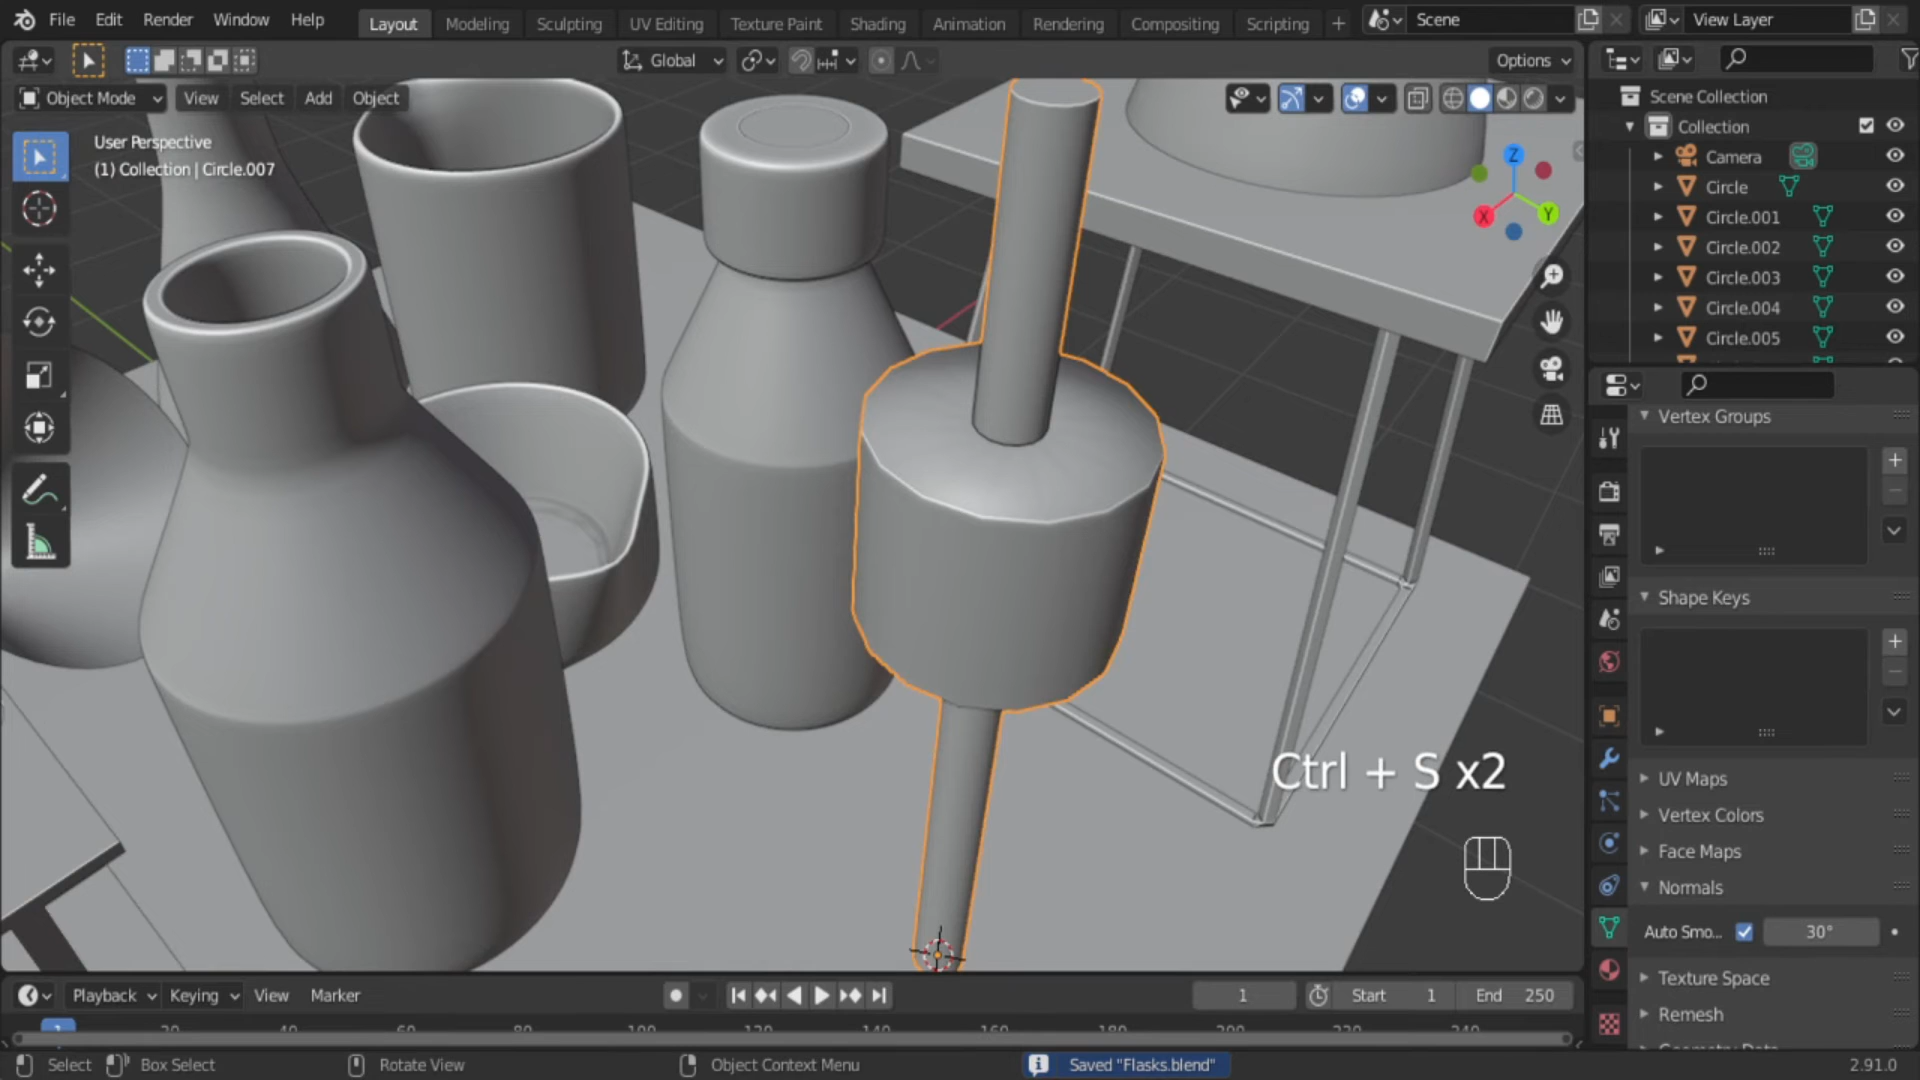 File Edit Render Window Help Layout Modeling Sculpting UV Editing Texture Paint Shading Animation Rendering Compositing Scripting + Scene View Layer
Global Options
Object Mode View Select Add Object
User Perspective
(1) Collection | Circle.007
Z
X
Y
Scene Collection
Collection
Camera
Circle
Circle.001
Circle.002
Circle.003
Circle.004
Circle.005
Vertex Groups
Shape Keys
UV Maps
Vertex Colors
Face Maps
Normals
Auto Smo... 30°
Texture Space
Remesh
Ctrl + S x2
Playback Keying View Marker 1 Start 1 End 250
1
Select Box Select Rotate View Object Context Menu Saved "Flasks.blend" 2.91.0